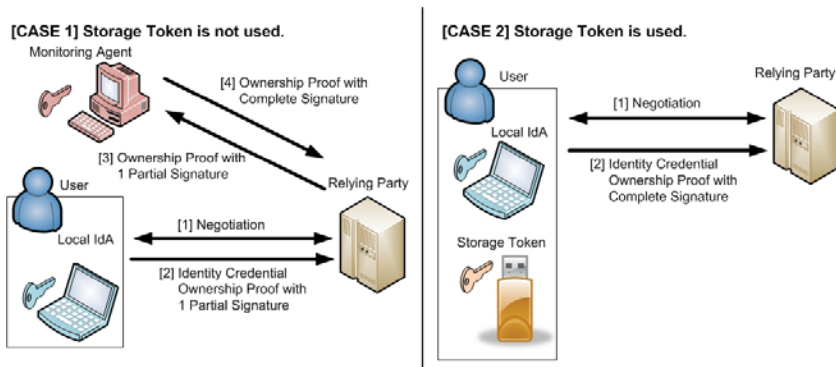 [CASE 1] Storage Token is not used.
Monitoring Agent
[4] Ownership Proof with
Complete Signature
[3] Ownership Proof with
1 Partial Signature
User
Relying Party
Local IdA
[1] Negotiation
[2] Identity Credential
Ownership Proof with
1 Partial Signature
[CASE 2] Storage Token is used.
User
Relying Party
[1] Negotiation
Local IdA
[2] Identity Credential
Ownership Proof with
Complete Signature
Storage Token